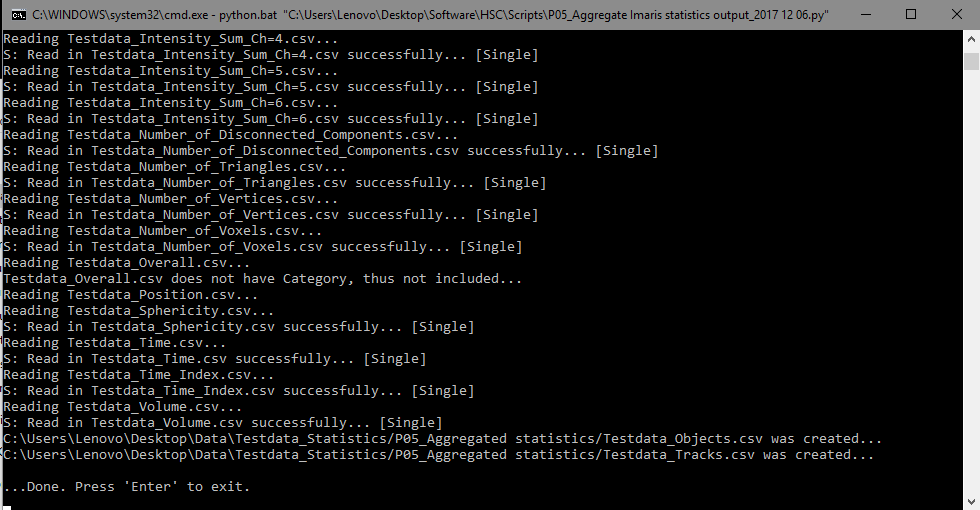 C:\WINDOWS\system32\cmd.exe - python.bat "C:\Users\Lenovo\Desktop\Software\HSC\Scripts\P05_Aggregate Imaris statistics output_2017 12 06.py"
Reading Testdata_Intensity_Sum_Ch=4.csv...
S: Read in Testdata_Intensity_Sum_Ch=4.csv successfully... [Single]
Reading Testdata_Intensity_Sum_Ch=5.csv...
S: Read in Testdata_Intensity_Sum_Ch=5.csv successfully... [Single]
Reading Testdata_Intensity_Sum_Ch=6.csv...
S: Read in Testdata_Intensity_Sum_Ch=6.csv successfully... [Single]
Reading Testdata_Number_of_Disconnected_Components.csv...
S: Read in Testdata_Number_of_Disconnected_Components.csv successfully... [Single]
Reading Testdata_Number_of_Triangles.csv...
S: Read in Testdata_Number_of_Triangles.csv successfully... [Single]
Reading Testdata_Number_of_Vertices.csv...
S: Read in Testdata_Number_of_Vertices.csv successfully... [Single]
Reading Testdata_Number_of_Voxels.csv...
S: Read in Testdata_Number_of_Voxels.csv successfully... [Single]
Reading Testdata_Overall.csv...
Testdata_Overall.csv does not have Category, thus not included...
Reading Testdata_Position.csv...
Reading Testdata_Sphericity.csv...
S: Read in Testdata_Sphericity.csv successfully... [Single]
Reading Testdata_Time.csv...
S: Read in Testdata_Time.csv successfully... [Single]
Reading Testdata_Time_Index.csv...
S: Read in Testdata_Time_Index.csv successfully... [Single]
Reading Testdata_Volume.csv...
S: Read in Testdata_Volume.csv successfully... [Single]
C:\Users\Lenovo\Desktop\Data\Testdata_Statistics/P05_Aggregated statistics/Testdata_Objects.csv was created...
C:\Users\Lenovo\Desktop\Data\Testdata_Statistics/P05_Aggregated statistics/Testdata_Tracks.csv was created...
...Done. Press 'Enter' to exit.